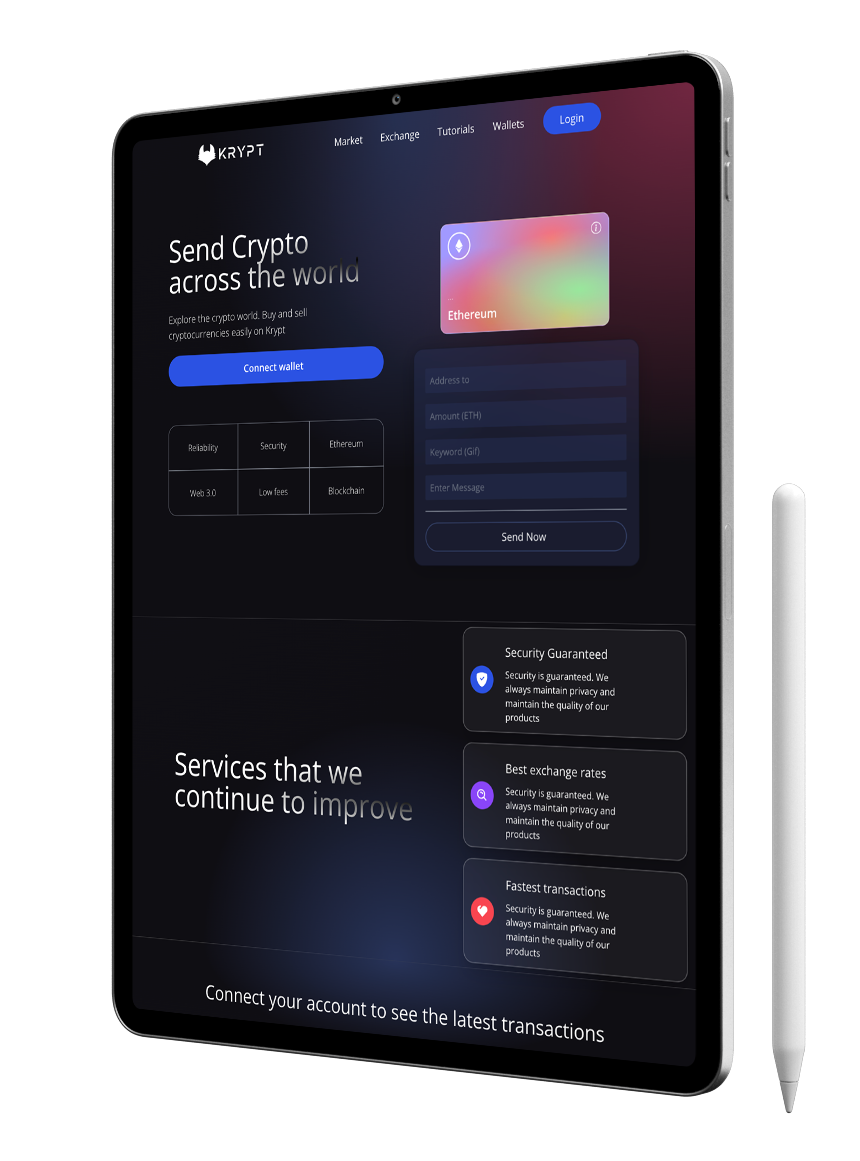 KRYPT
Market
Exchange
Tutorials
Wallets
Login
Send Crypto
across the world
Explore the crypto world. Buy and sell
cryptocurrencies easily on Krypt
Connect wallet
Reliability
Security
Ethereum
Web 3.0
Low fees
Blockchain
...
Ethereum
Address to
Amount (ETH)
Keyword (Gif)
Enter Message
Send Now
Services that we
continue to improve
Security Guaranteed
Security is guaranteed. We
always maintain privacy and
maintain the quality of our
products
Best exchange rates
Security is guaranteed. We
always maintain privacy and
maintain the quality of our
products
Fastest transactions
Security is guaranteed. We
always maintain privacy and
maintain the quality of our
products
Connect your account to see the latest transactions